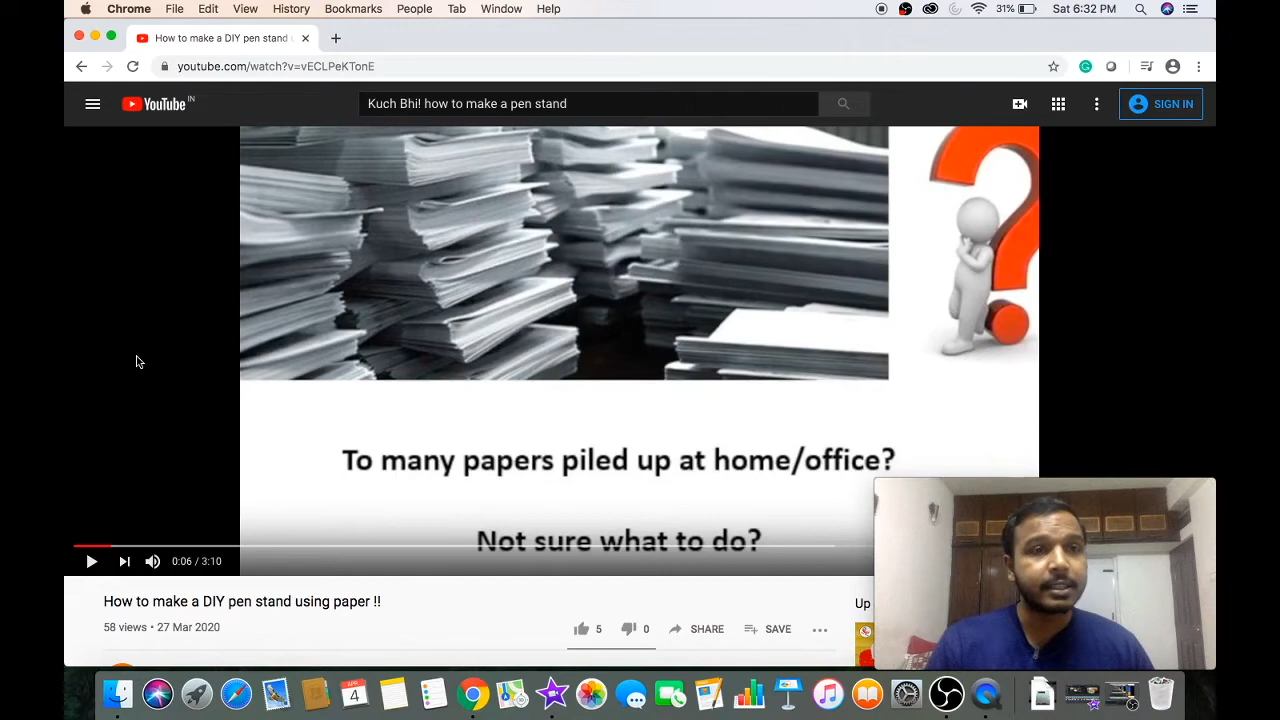 Chrome File Edit View History Bookmarks People Tab Window Help 31% Sat 6:32 PM
How to make a DIY pen stand
youtube.com/watch?v=vECLPeKTonE
YouTube IN Kuch Bhil how to make a pen stand SIGN IN
To many papers piled up at home/office?
Not sure what to do?
0:06 / 3:10
How to make a DIY pen stand using paper !!
Up
58 views • 27 Mar 2020 5 0 SHARE SAVE
APR
4